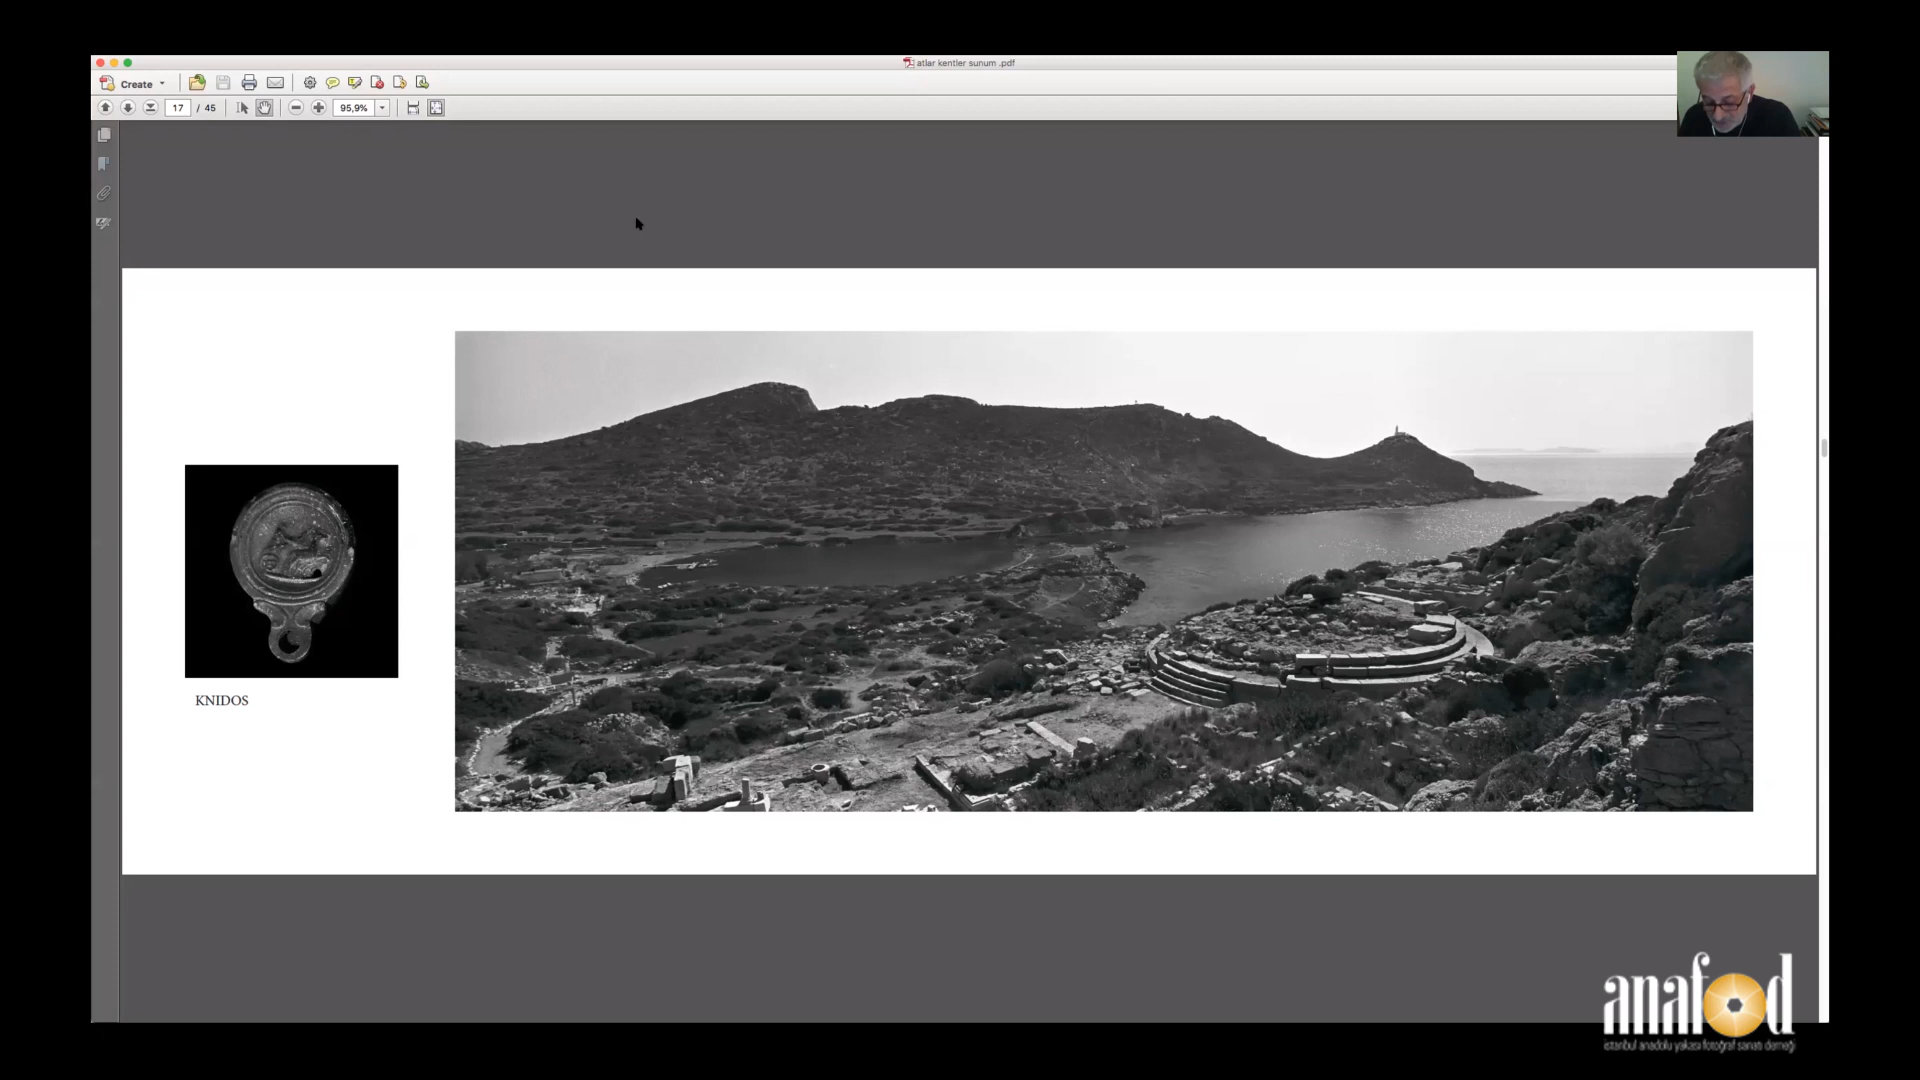 atlar kentler sunum .pdf
Create
17 / 45
95,9%
KNIDOS
anafod
istanbul anadolu yakası fotoğraf sanatı derneği